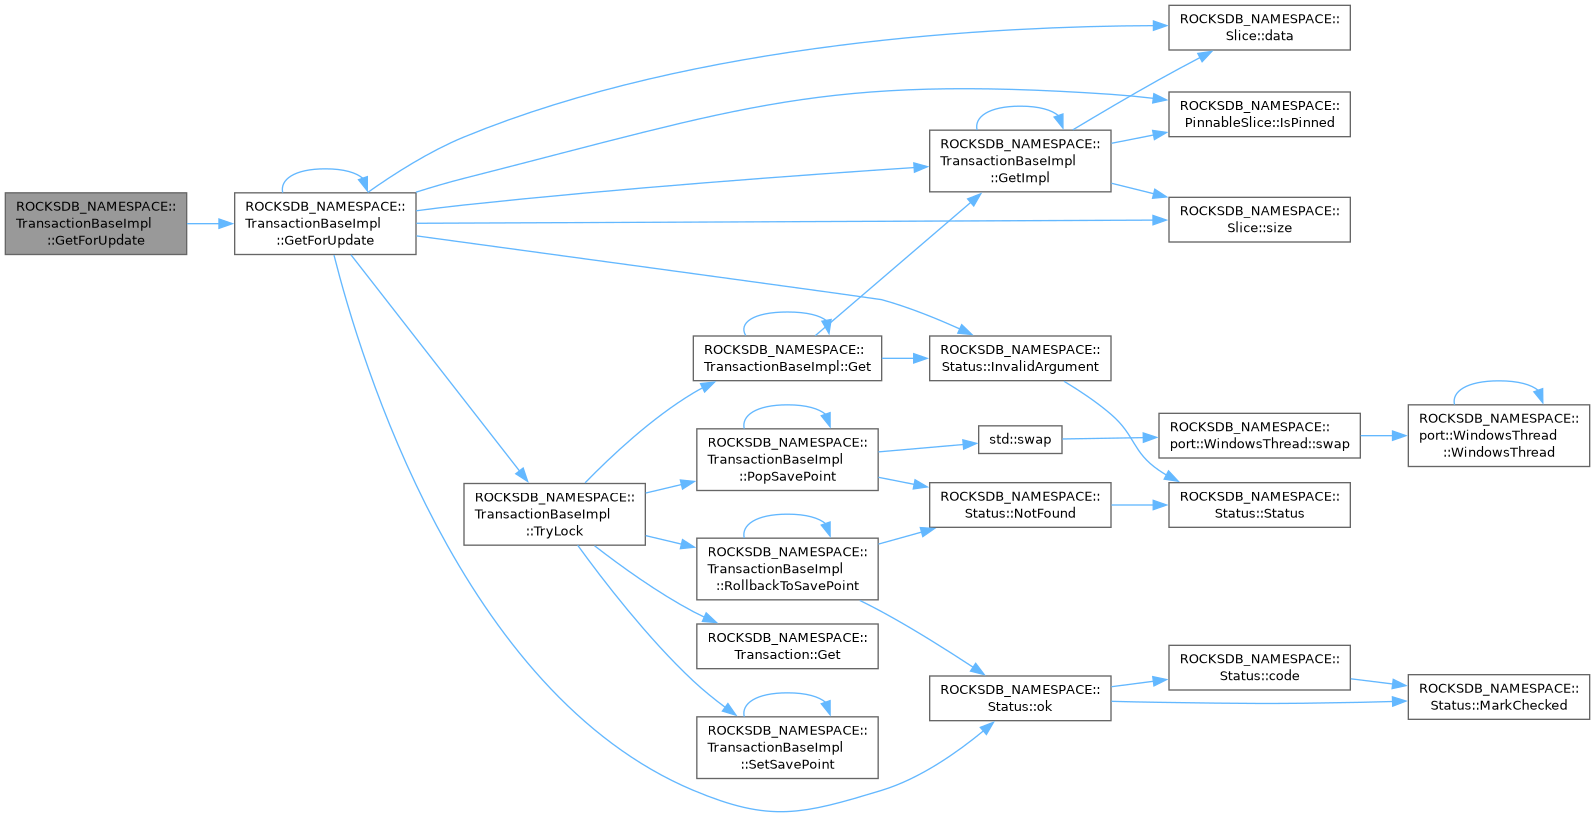 ROCKSDB_NAMESPACE::
TransactionBaseImpl
::GetForUpdate
ROCKSDB_NAMESPACE::
TransactionBaseImpl
::GetForUpdate
ROCKSDB_NAMESPACE::
Slice::data
ROCKSDB_NAMESPACE::
PinnableSlice::IsPinned
ROCKSDB_NAMESPACE::
TransactionBaseImpl
::GetImpl
ROCKSDB_NAMESPACE::
Slice::size
ROCKSDB_NAMESPACE::
TransactionBaseImpl::Get
ROCKSDB_NAMESPACE::
Status::InvalidArgument
ROCKSDB_NAMESPACE::
TransactionBaseImpl
::TryLock
ROCKSDB_NAMESPACE::
TransactionBaseImpl
::PopSavePoint
std::swap
ROCKSDB_NAMESPACE::
port::WindowsThread::swap
ROCKSDB_NAMESPACE::
port::WindowsThread
::WindowsThread
ROCKSDB_NAMESPACE::
Status::NotFound
ROCKSDB_NAMESPACE::
Status::Status
ROCKSDB_NAMESPACE::
TransactionBaseImpl
::RollbackToSavePoint
ROCKSDB_NAMESPACE::
Transaction::Get
ROCKSDB_NAMESPACE::
TransactionBaseImpl
::SetSavePoint
ROCKSDB_NAMESPACE::
Status::ok
ROCKSDB_NAMESPACE::
Status::code
ROCKSDB_NAMESPACE::
Status::MarkChecked